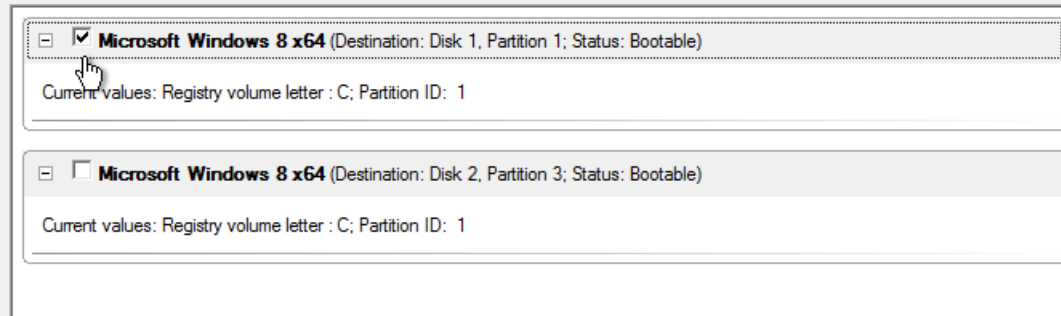 Microsoft Windows 8 x64 (Destination: Disk 1, Partition 1; Status: Bootable)
Current values: Registry volume letter : C; Partition ID: 1
Microsoft Windows 8 x64 (Destination: Disk 2, Partition 3; Status: Bootable)
Current values: Registry volume letter : C; Partition ID: 1